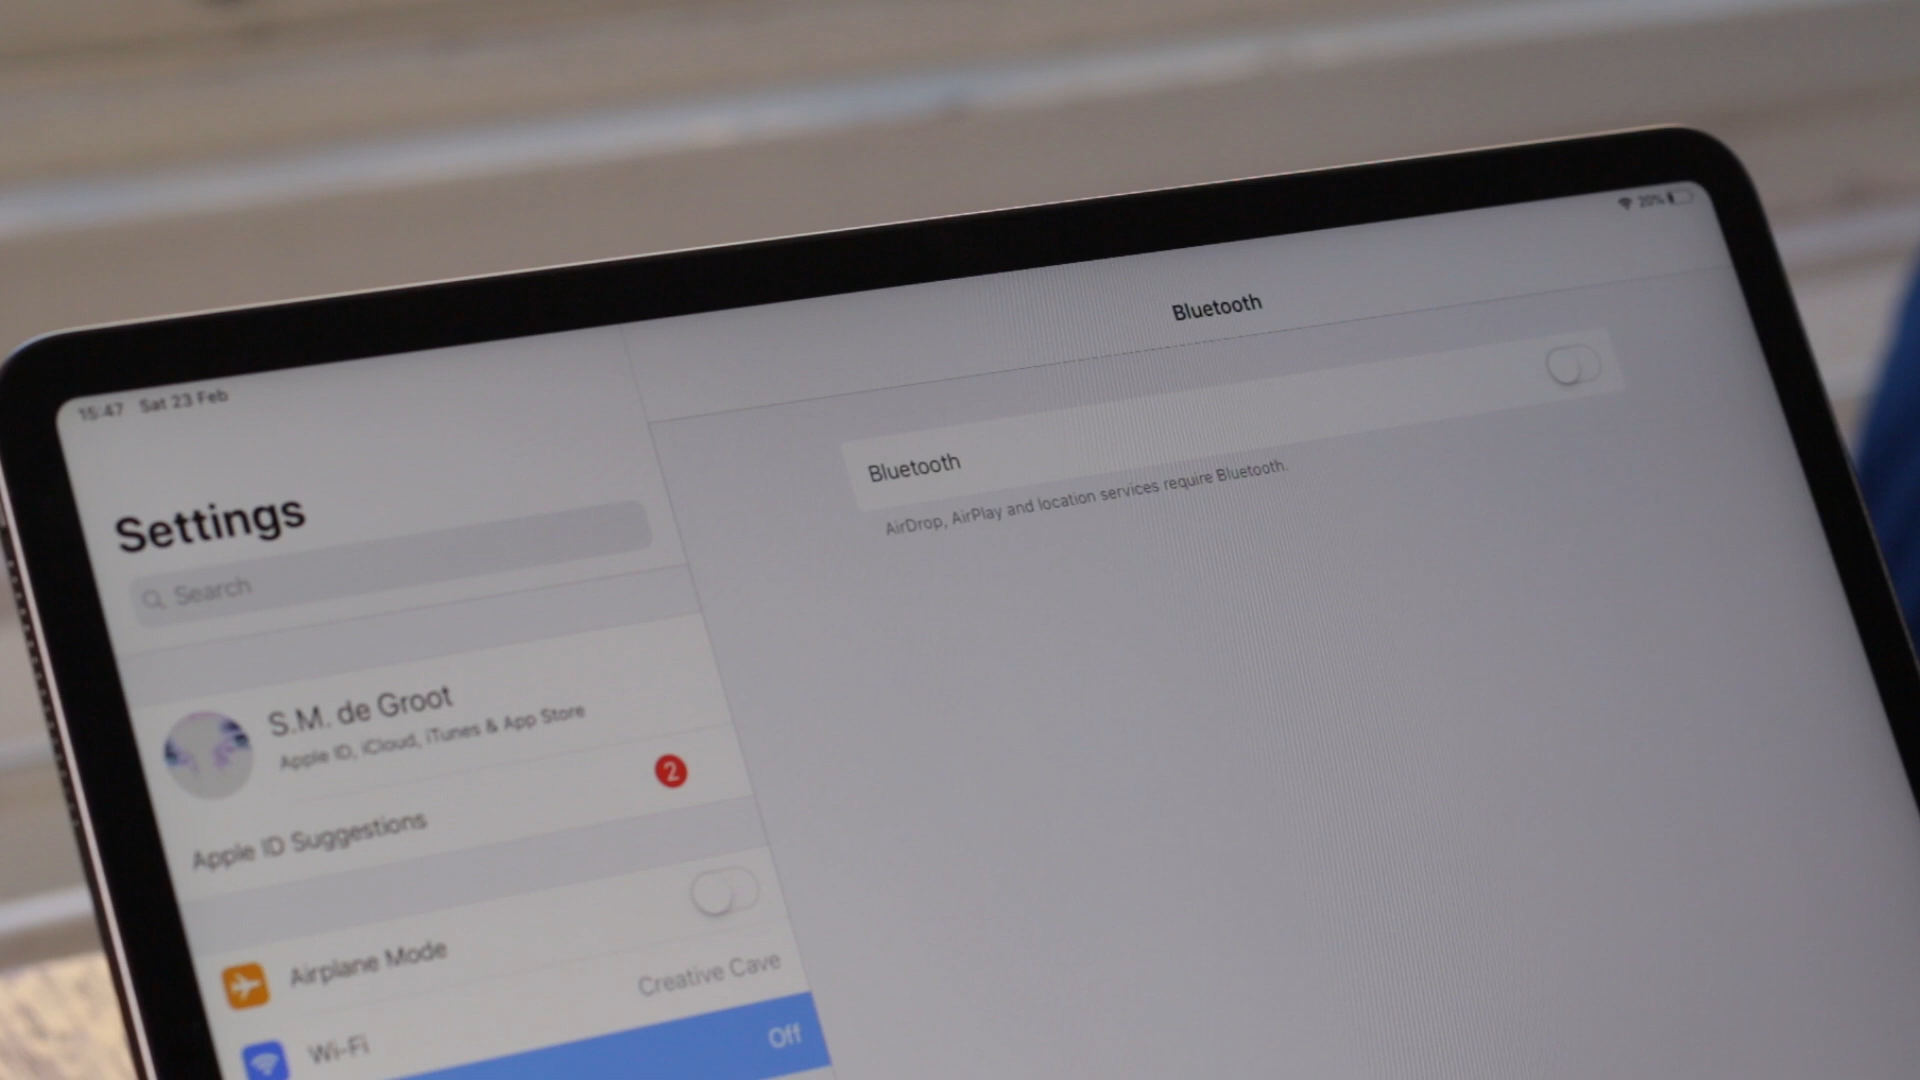 15:47 Sat 23 Feb
20%
Settings
Search
S.M. de Groot
Apple ID, iCloud, iTunes & App Store
Apple ID Suggestions
2
Airplane Mode
Wi-Fi
Creative Cave
Off
Bluetooth
Bluetooth
AirDrop, AirPlay and location services require Bluetooth.